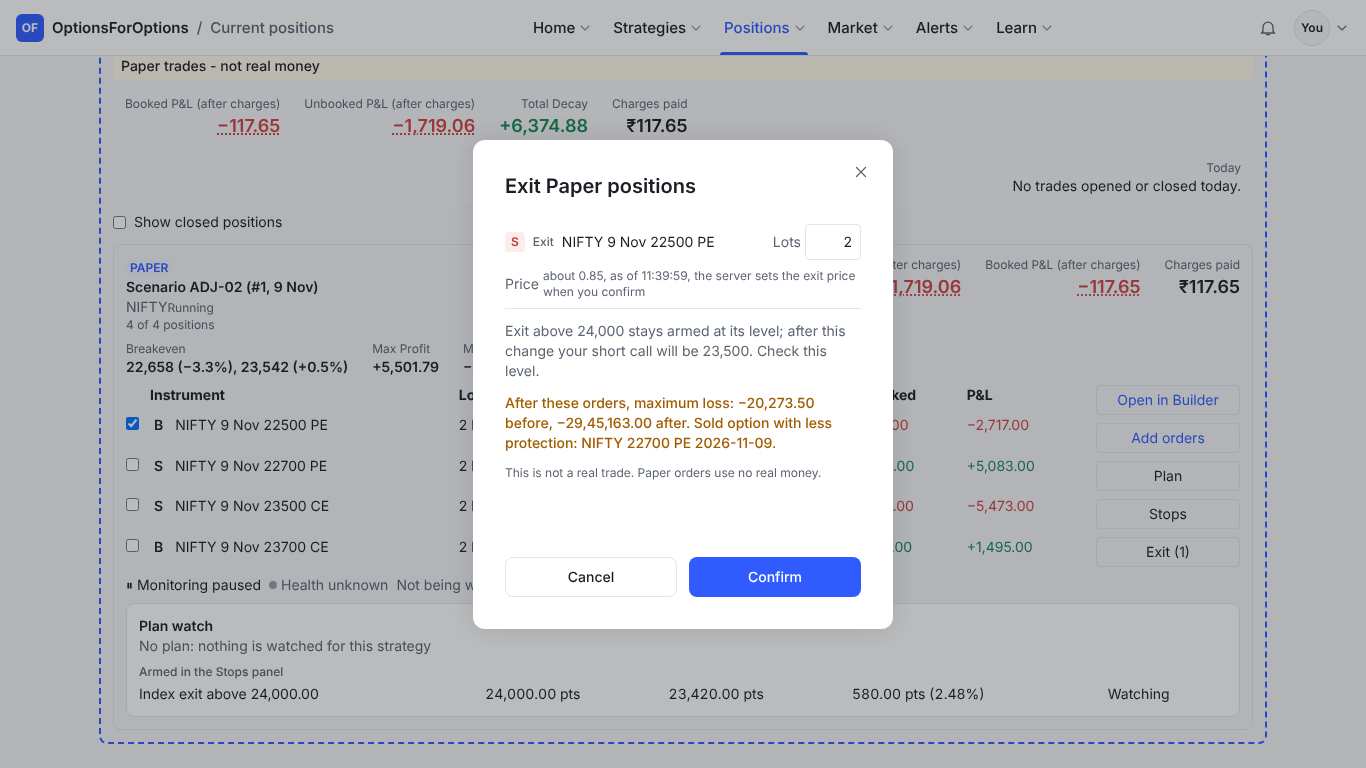 OF OptionsForOptions / Current positions Home Strategies Positions Market Alerts Learn You
Paper trades - not real money
Booked P&L (after charges) Unbooked P&L (after charges) Total Decay Charges paid
−117.65 −1,719.06 +6,374.88 ₹117.65
Today
No trades opened or closed today.
Show closed positions
PAPER
Scenario ADJ-02 (#1, 9 Nov)
NIFTYRunning
4 of 4 positions
ter charges) Booked P&L (after charges) Charges paid
1,719.06 −117.65 ₹117.65
Breakeven Max Profit M
22,658 (−3.3%), 23,542 (+0.5%) +5,501.79 −
Instrument Lo ked P&L
B NIFTY 9 Nov 22500 PE 2 00 −2,717.00
S NIFTY 9 Nov 22700 PE 2 .00 +5,083.00
S NIFTY 9 Nov 23500 CE 2 .00 −5,473.00
B NIFTY 9 Nov 23700 CE 2 .00 +1,495.00
Open in Builder
Add orders
Plan
Stops
Exit (1)
Monitoring paused Health unknown Not being w
Plan watch
No plan: nothing is watched for this strategy
Armed in the Stops panel
Index exit above 24,000.00 24,000.00 pts 23,420.00 pts 580.00 pts (2.48%) Watching
Exit Paper positions
S Exit NIFTY 9 Nov 22500 PE Lots 2
Price about 0.85, as of 11:39:59, the server sets the exit price
when you confirm
Exit above 24,000 stays armed at its level; after this
change your short call will be 23,500. Check this
level.
After these orders, maximum loss: −20,273.50
before, −29,45,163.00 after. Sold option with less
protection: NIFTY 22700 PE 2026-11-09.
This is not a real trade. Paper orders use no real money.
Cancel Confirm